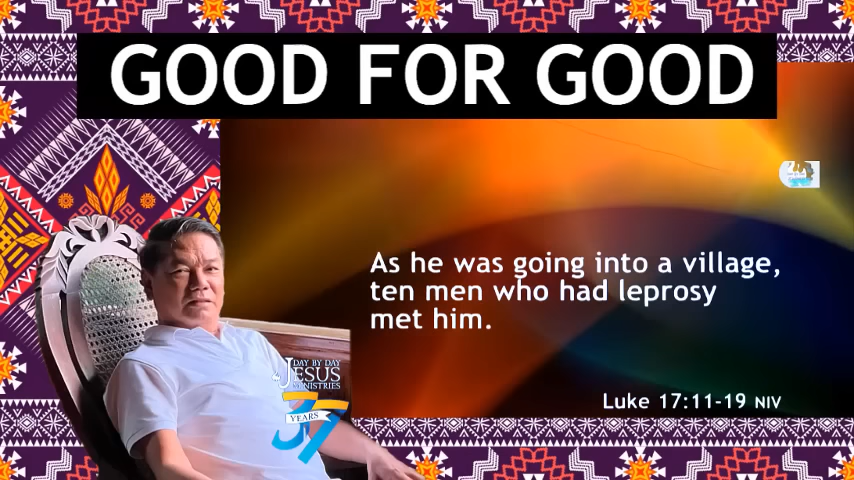 GOOD FOR GOOD
As he was going into a village,
ten men who had leprosy
met him.
DAY BY DAY
JESUS
MINISTRIES
37
YEARS
Luke 17:11-19 NIV